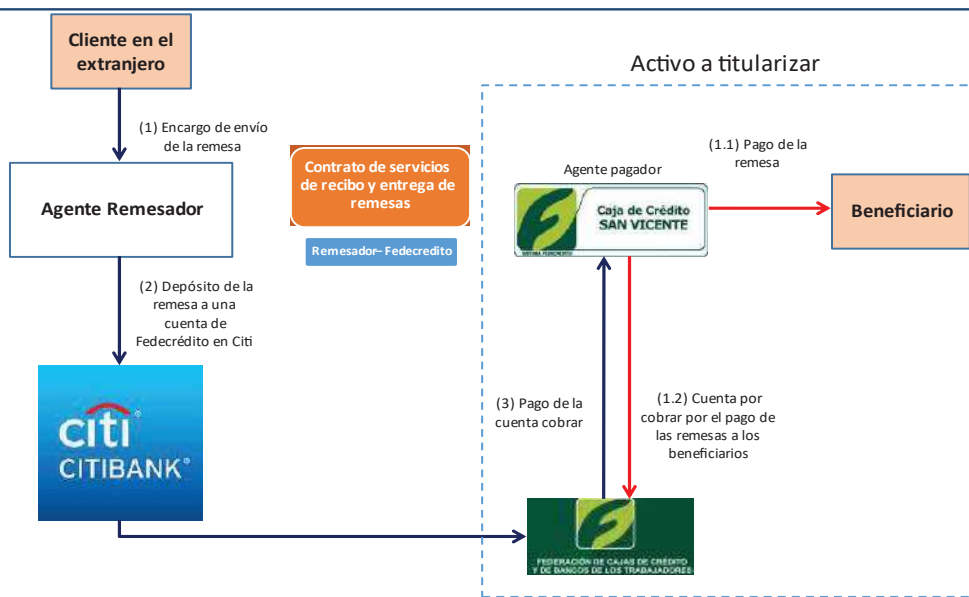 Cliente en el
extranjero
Activo a titularizar
(1) Encargo de envío
de la remesa
Agente Remesador
Contrato de servicios
de recibo y entrega de
remesas
Remesador– Fedecredito
Agente pagador
Caja de Crédito
SAN VICENTE
SISTEMA FEDECREDITO
(1.1) Pago de la
remesa
Beneficiario
(2) Depósito de la
remesa a una
cuenta de
Fedecrédito en Citi
citi®
CITIBANK®
(3) Pago de la
cuenta cobrar
(1.2) Cuenta por
cobrar por el pago de
las remesas a los
beneficiarios
FEDERACIÓN DE CAJAS DE CRÉDITO
Y DE BANCOS DE LOS TRABAJADORES